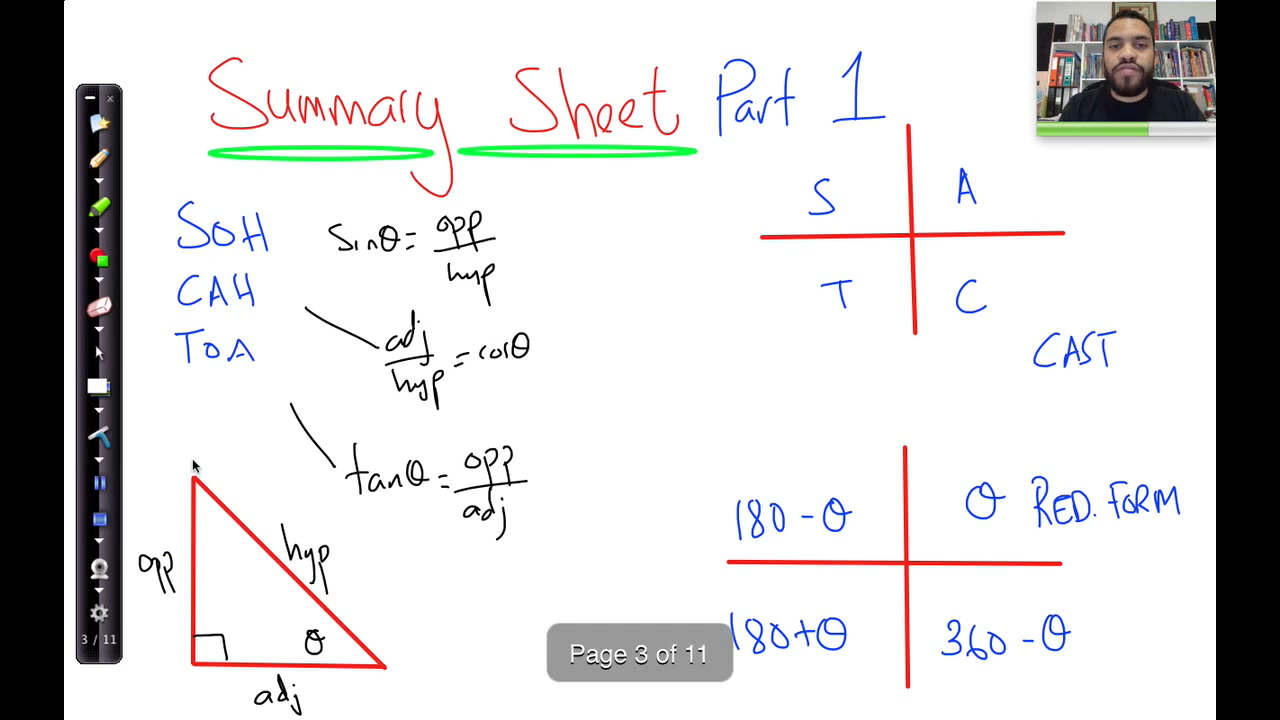 Summary Sheet Part 1
SOH
CAH
TOA
sinθ = opp/hyp
adj/hyp = cosθ
tanθ = opp/adj
opp
hyp
θ
adj
S A
T C
CAST
180 - θ θ RED. FORM
180 + θ 360 - θ
3 / 11
Page 3 of 11